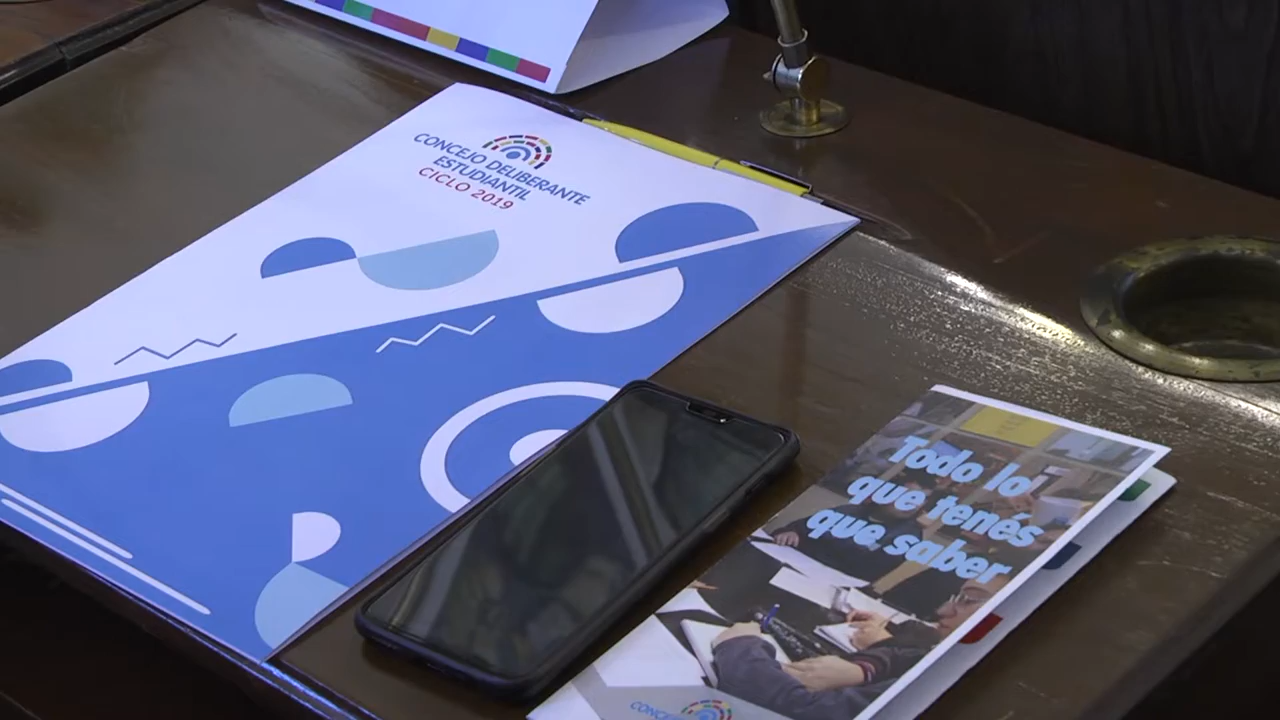 CONCEJO DELIBERANTE
ESTUDIANTIL
CICLO 2019
Todo lo
que tenés
que saber